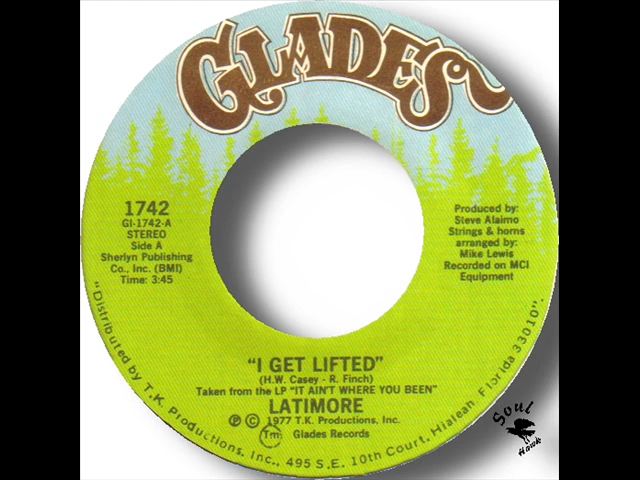 GLADES
1742
GI-1742-A
STEREO
Side A
Sherlyn Publishing
Co., Inc. (BMI)
Time: 3:45
Produced by:
Steve Alaimo
Strings & horns
arranged by:
Mike Lewis
Recorded on MCI
Equipment
"I GET LIFTED"
(H.W. Casey - R. Finch)
Taken from the LP "IT AIN'T WHERE YOU BEEN"
LATIMORE
℗ © 1977 T.K. Productions, Inc.
Tm Glades Records
"Distributed by T.K. Productions, Inc., 495 S.E. 10th Court, Hialeah, Florida 33010".
Soul
Hawk